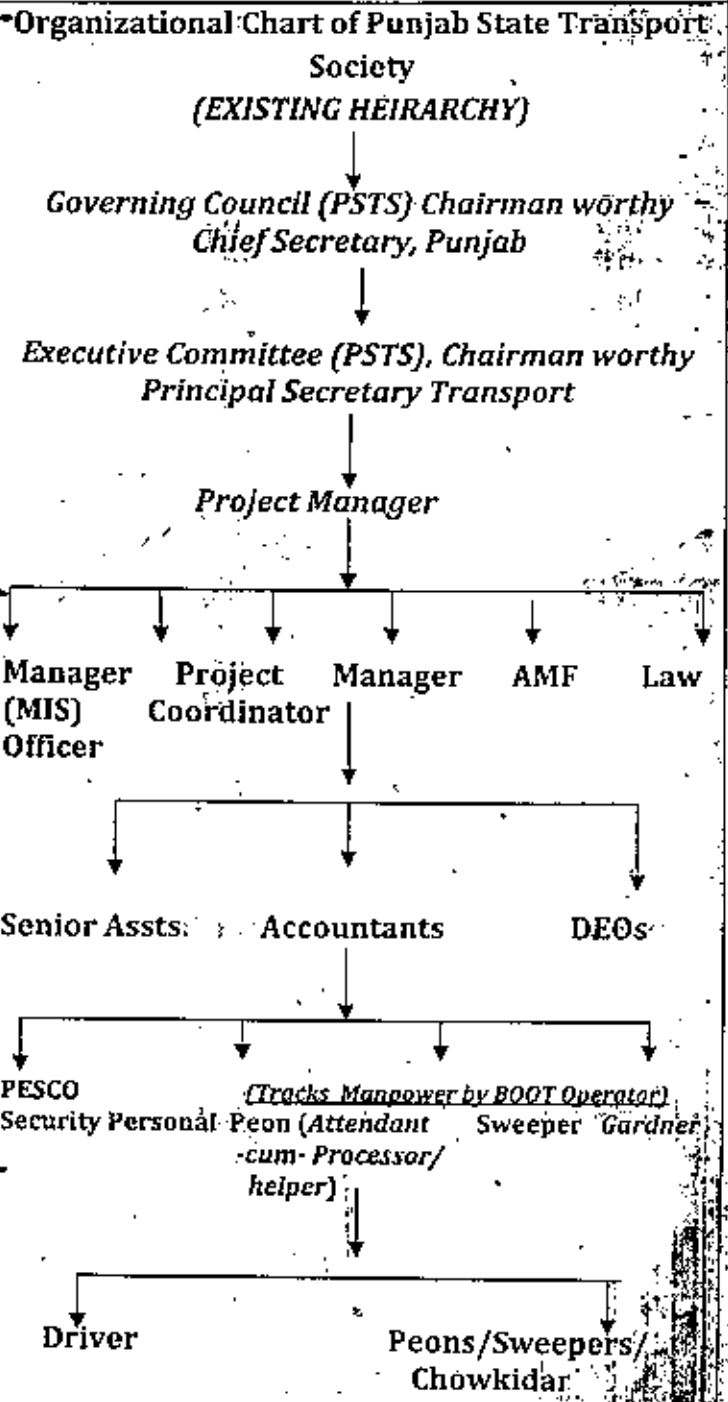 Organizational Chart of Punjab State Transport
Society
(EXISTING HEIRARCHY)
Governing Council (PSTS) Chairman worthy
Chief Secretary, Punjab
Executive Committee (PSTS), Chairman worthy
Principal Secretary Transport
Project Manager
Manager Project Manager AMF Law
(MIS) Coordinator
Officer
Senior Assts. Accountants DEOs
PESCO (Tracks Manpower by BOOT Operator)
Security Personal Peon (Attendant Sweeper Gardner
-cum- Processor/
helper)
Driver Peons/Sweepers/
Chowkidar